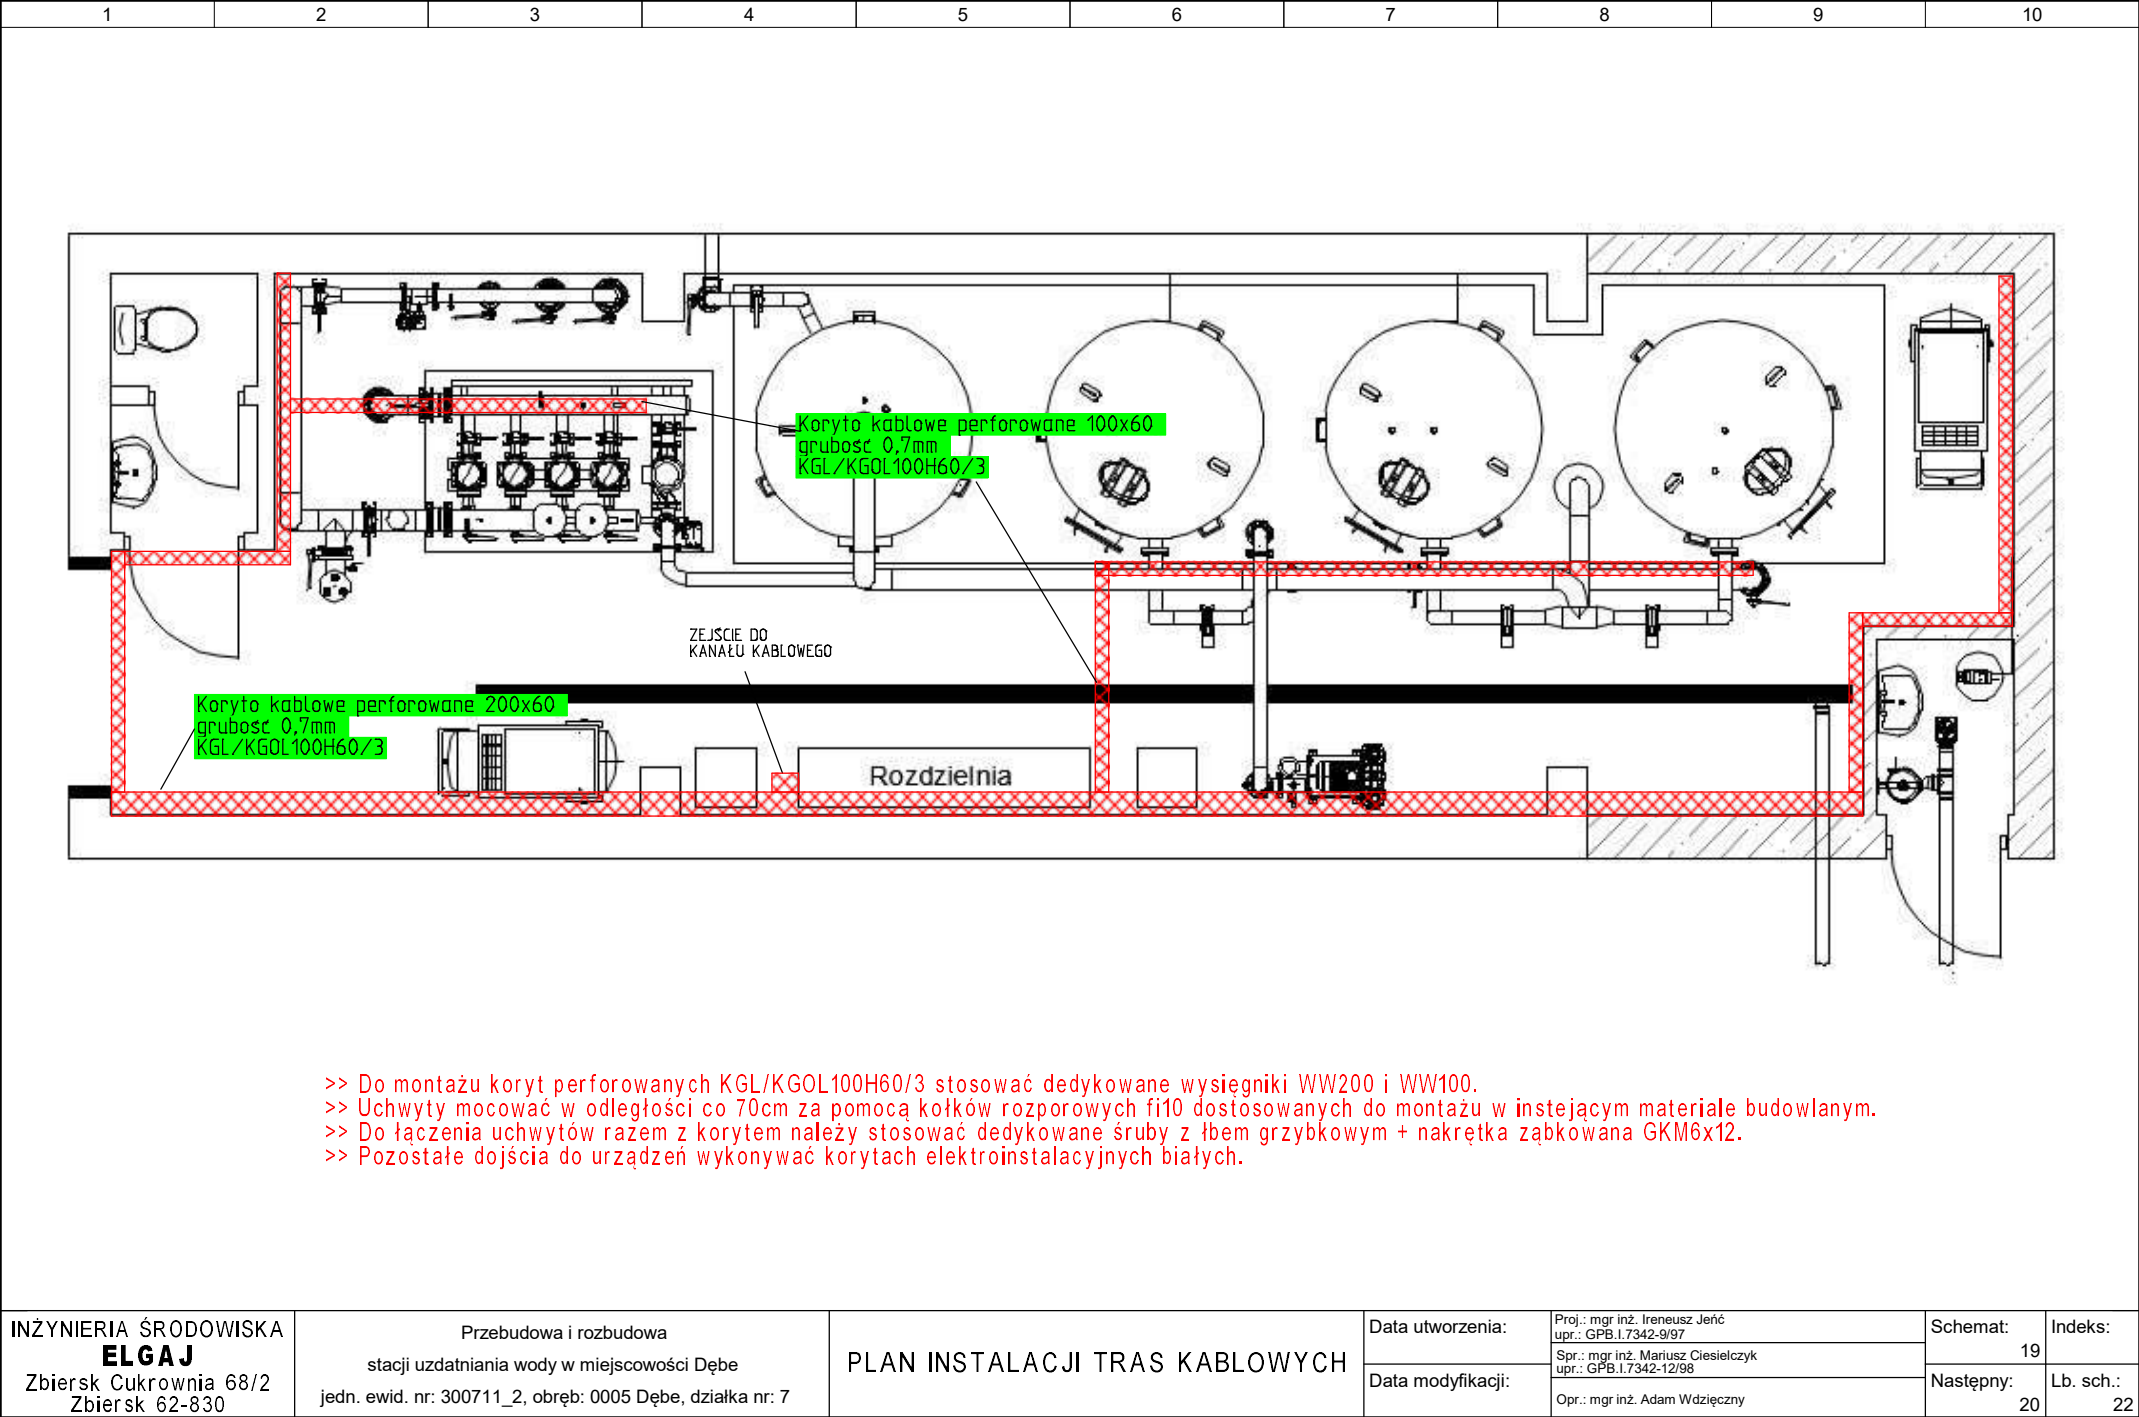 1 2 3 4 5 6 7 8 9 10
Koryto kablowe perforowane 100x60
grubość 0,7mm
KGL/KGOL100H60/3
ZEJŚCIE DO
KANAŁU KABLOWEGO
Koryto kablowe perforowane 200x60
grubość 0,7mm
KGL/KGOL100H60/3
Rozdzielnia
>> Do montażu koryt perforowanych KGL/KGOL100H60/3 stosować dedykowane wysięgniki WW200 i WW100.
>> Uchwyty mocować w odległości co 70cm za pomocą kołków rozporowych fi10 dostosowanych do montażu w instejącym materiale budowlanym.
>> Do łączenia uchwytów razem z korytem należy stosować dedykowane śruby z łbem grzybkowym + nakrętka ząbkowana GKM6x12.
>> Pozostałe dojścia do urządzeń wykonywać korytach elektroinstalacyjnych białych.
INŻYNIERIA ŚRODOWISKA
ELGAJ
Zbiersk Cukrownia 68/2
Zbiersk 62-830
Przebudowa i rozbudowa
stacji uzdatniania wody w miejscowości Dębe
jedn. ewid. nr: 300711_2, obręb: 0005 Dębe, działka nr: 7
PLAN INSTALACJI TRAS KABLOWYCH
Data utworzenia:
Data modyfikacji:
Proj.: mgr inż. Ireneusz Jeńć
upr.: GPB.I.7342-9/97
Spr.: mgr inż. Mariusz Ciesielczyk
upr.: GPB.I.7342-12/98
Opr.: mgr inż. Adam Wdzięczny
Schemat:
19
Następny:
20
Indeks:
Lb. sch.:
22